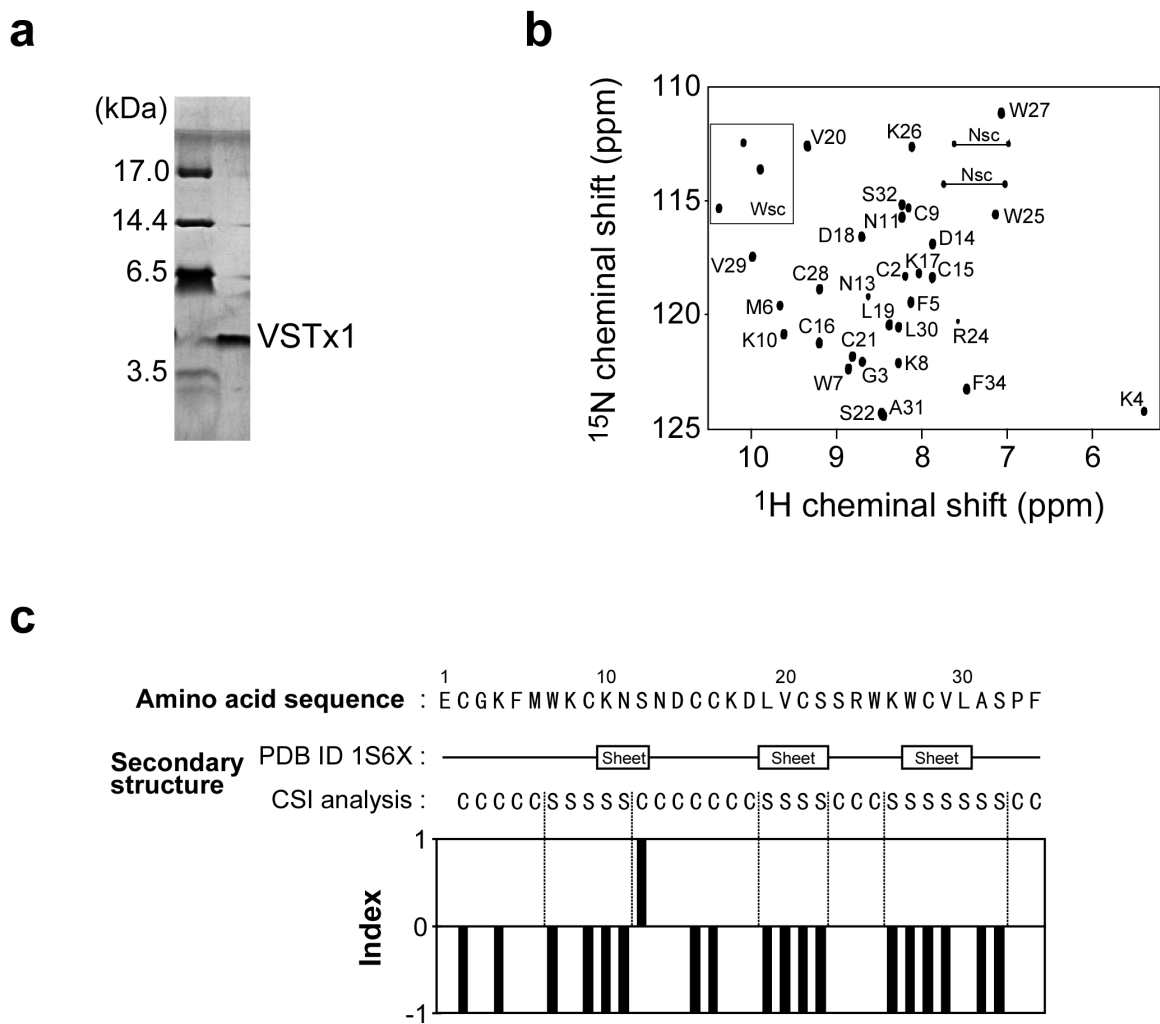 a
(kDa)
17.0
14.4
6.5
VSTx1
3.5
b
15N cheminal shift (ppm)
110
115
120
125
W27
V20
K26
Nsc
Nsc
Wsc
S32
N11
C9
W25
D18
D14
V29
C28
C2
K17
C15
N13
M6
F5
L19
K10
C16
L30
R24
C21
W7
G3
K8
F34
S22
A31
K4
10 9 8 7 6
1H cheminal shift (ppm)
c
1 10 20 30
Amino acid sequence : E C G K F M W K C K N S N D C C K D L V C S S R W K W C V L A S P F
Secondary structure
PDB ID 1S6X : Sheet Sheet Sheet
CSI analysis : C C C C C S S S S S C C C C C C C S S S S C C C S S S S S S S C C
Index
1
0
-1